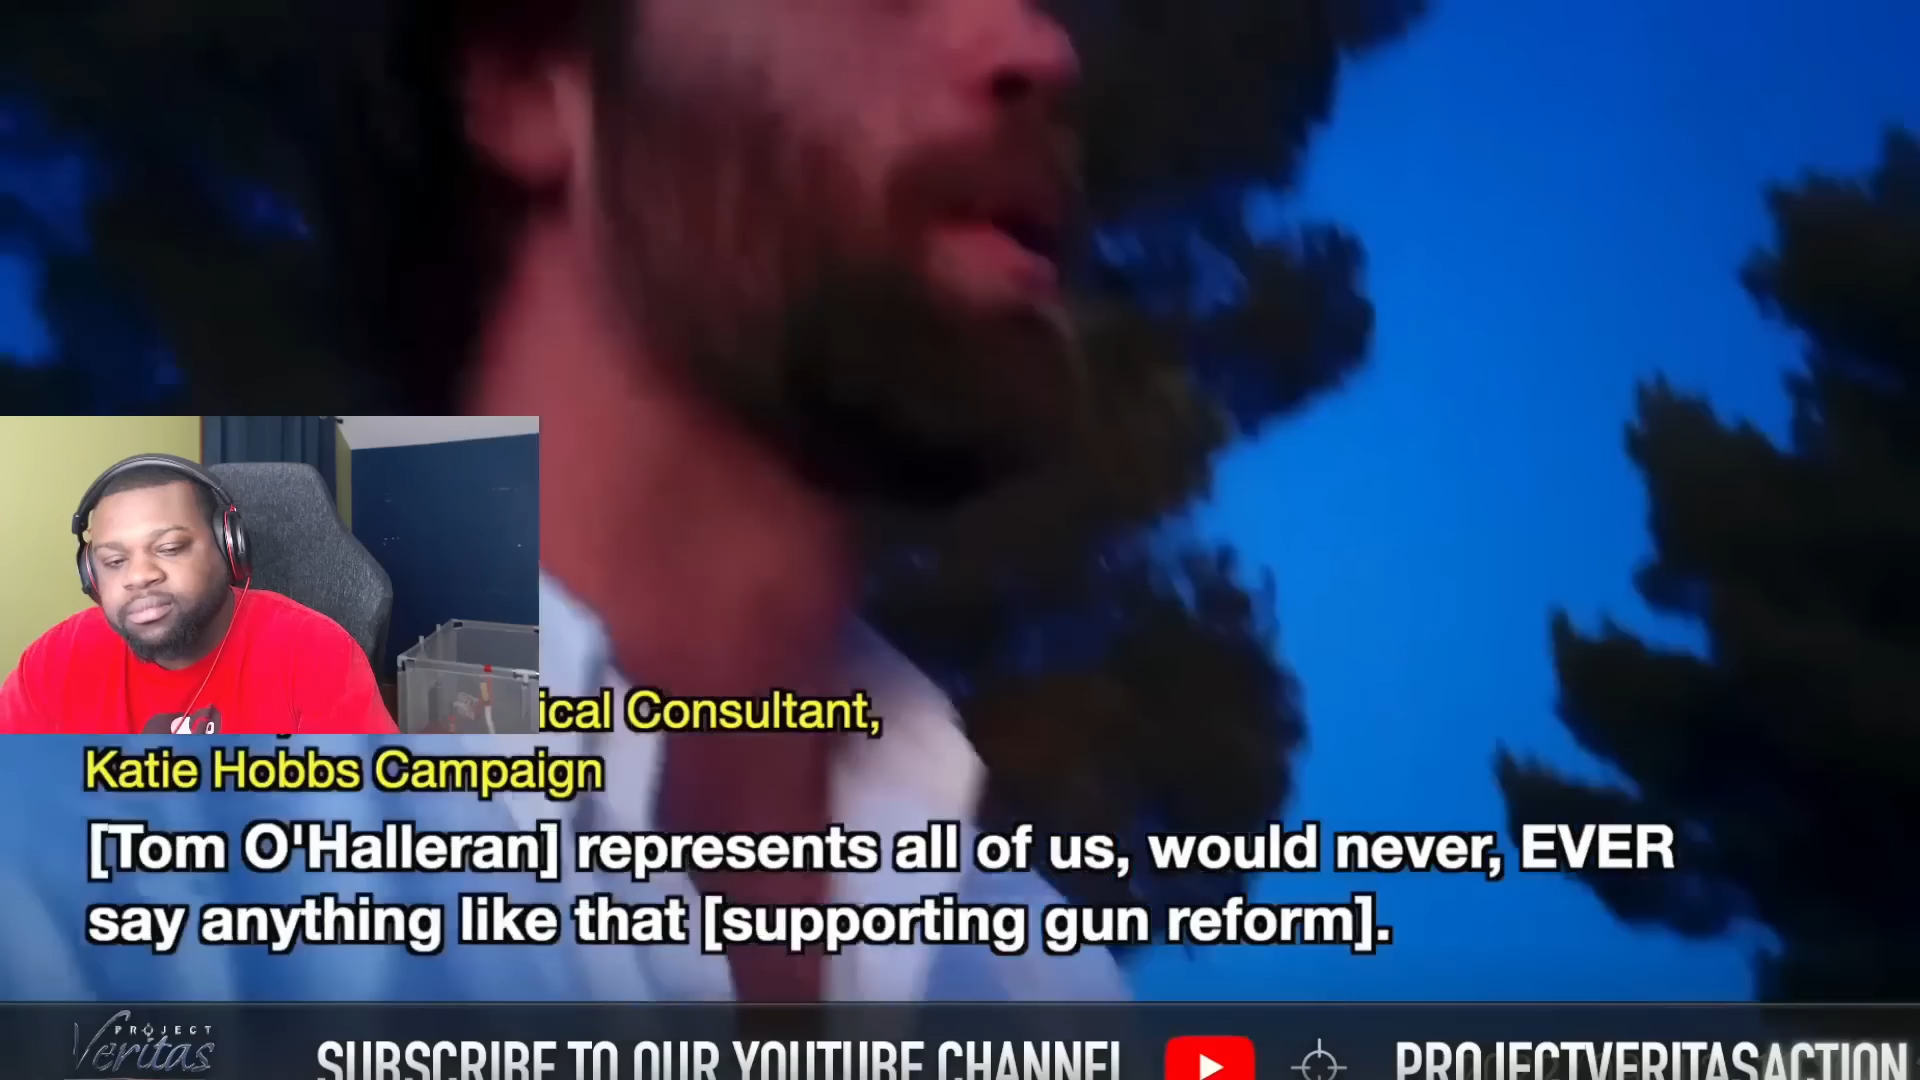 ical Consultant,
Katie Hobbs Campaign
[Tom O'Halleran] represents all of us, would never, EVER
say anything like that [supporting gun reform].
PROJECT
Veritas
SUBSCRIBE TO OUR YOUTUBE CHANNEL
PROJECTVERITASACTION